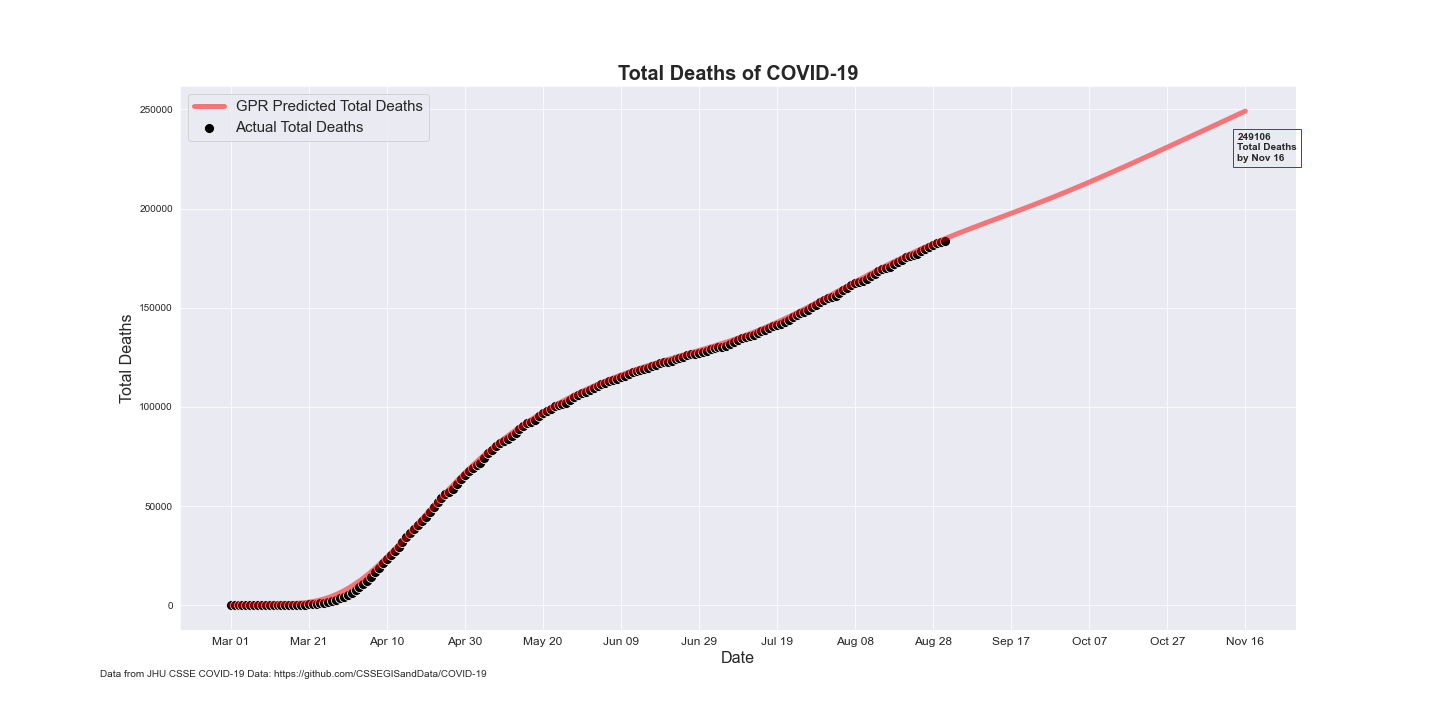 Total Deaths of COVID-19
GPR Predicted Total Deaths
Actual Total Deaths
250000
200000
150000
100000
50000
0
Total Deaths
249106
Total Deaths
by Nov 16
Mar 01 Mar 21 Apr 10 Apr 30 May 20 Jun 09 Jun 29 Jul 19 Aug 08 Aug 28 Sep 17 Oct 07 Oct 27 Nov 16
Date
Data from JHU CSSE COVID-19 Data: https://github.com/CSSEGISandData/COVID-19